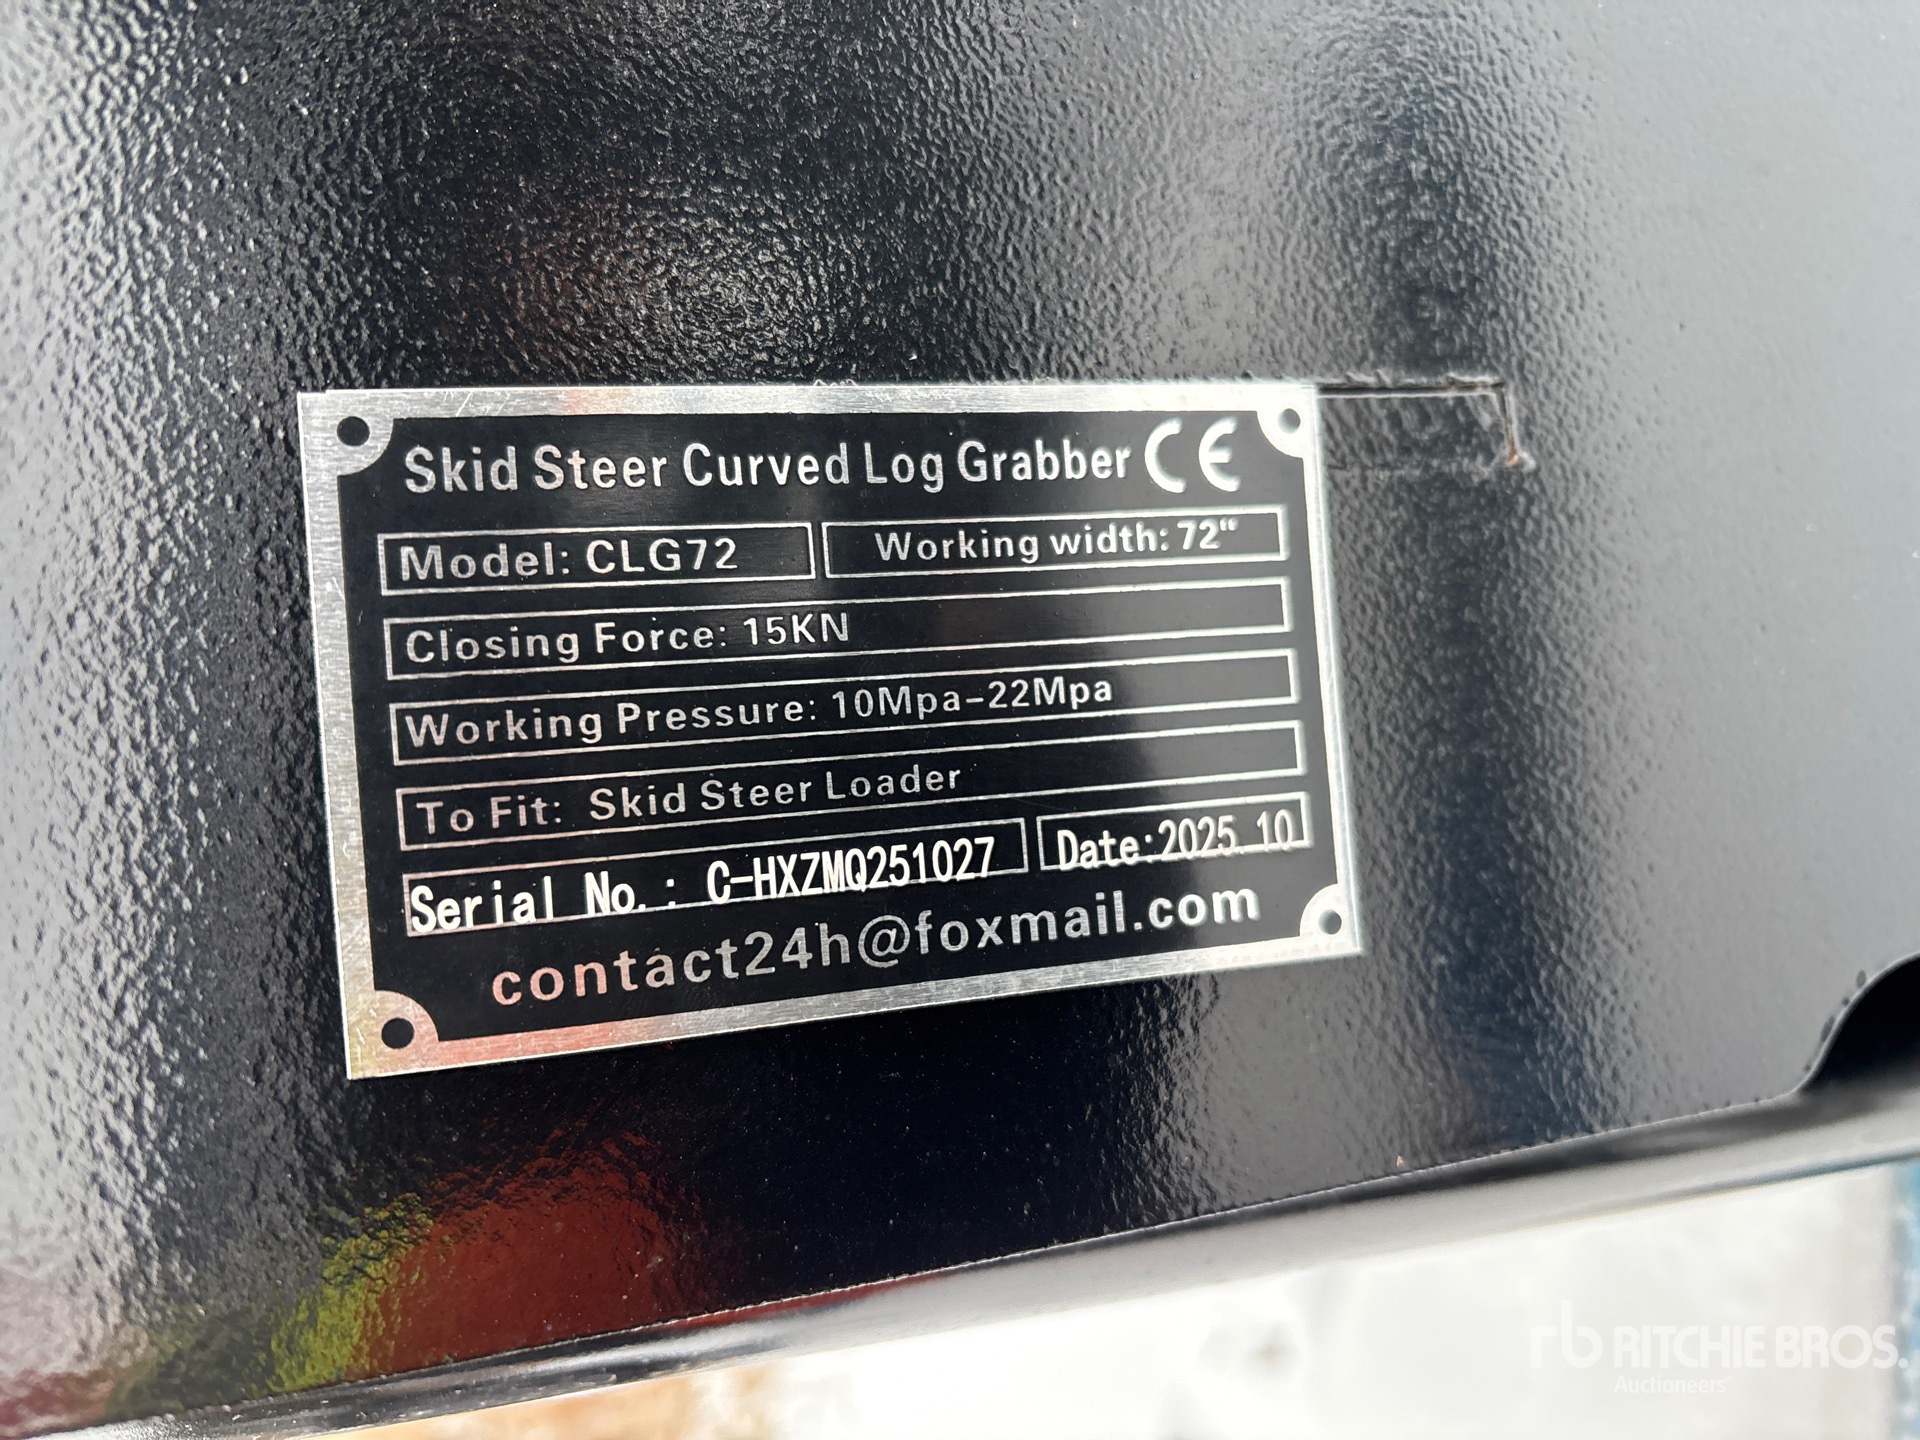 Skid Steer Curved Log Grabber CE
Model: CLG72
Working width: 72"
Closing Force: 15KN
Working Pressure: 10Mpa-22Mpa
To Fit: Skid Steer Loader
Serial No.: C-HXZMQ251027
Date:2025.10
contact24h@foxmail.com
rb RITCHIE BROS.
Auctioneers